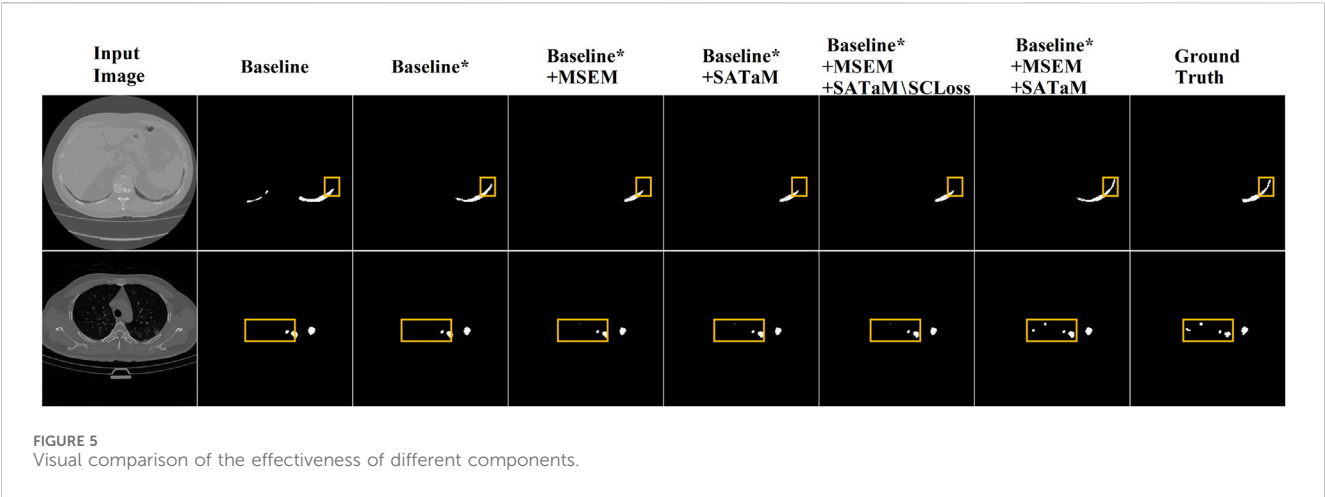 Input
Image
Baseline
Baseline*
Baseline*
+MSEM
Baseline*
+SATaM
Baseline*
+MSEM
+SATaM\SCLoss
Baseline*
+MSEM
+SATaM
Ground
Truth
FIGURE 5
Visual comparison of the effectiveness of different components.